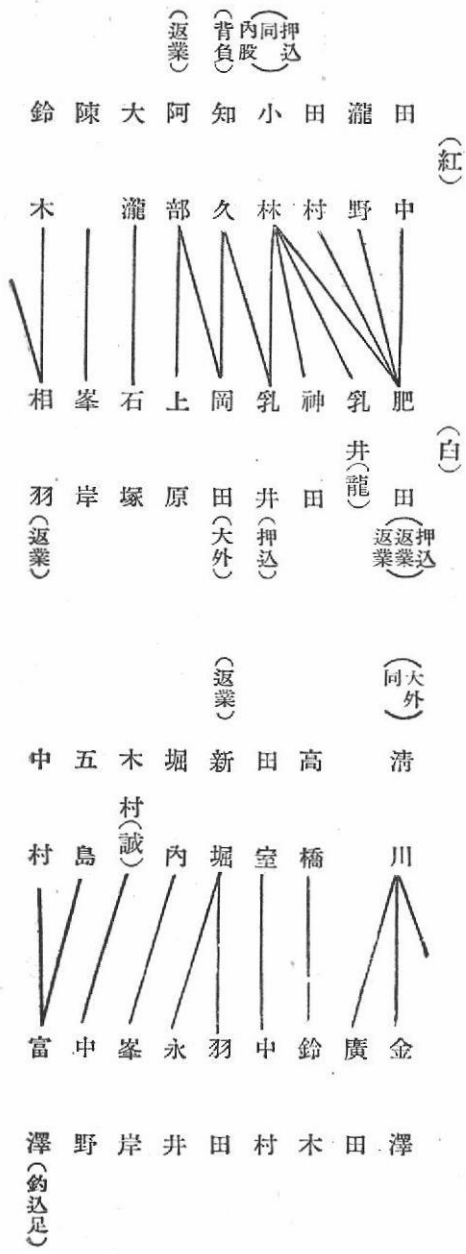 (紅) (白)
田中 肥田(押込 返業 返業)
瀧野 乳井(龍)
田村 神田
(押込 同 內股)小林 乳井(押込)
(背負)知久 岡田(大外)
(返業)阿部 上原
大瀧 石塚
陳 峯岸
鈴木 相羽(返業)
(大外 同)淸川 金澤
廣田
高橋 鈴木
田室 中村
(返業)新堀 羽田
堀內 永井
木村(誠) 峯岸
五島 中野
中村 富澤(釣込足)